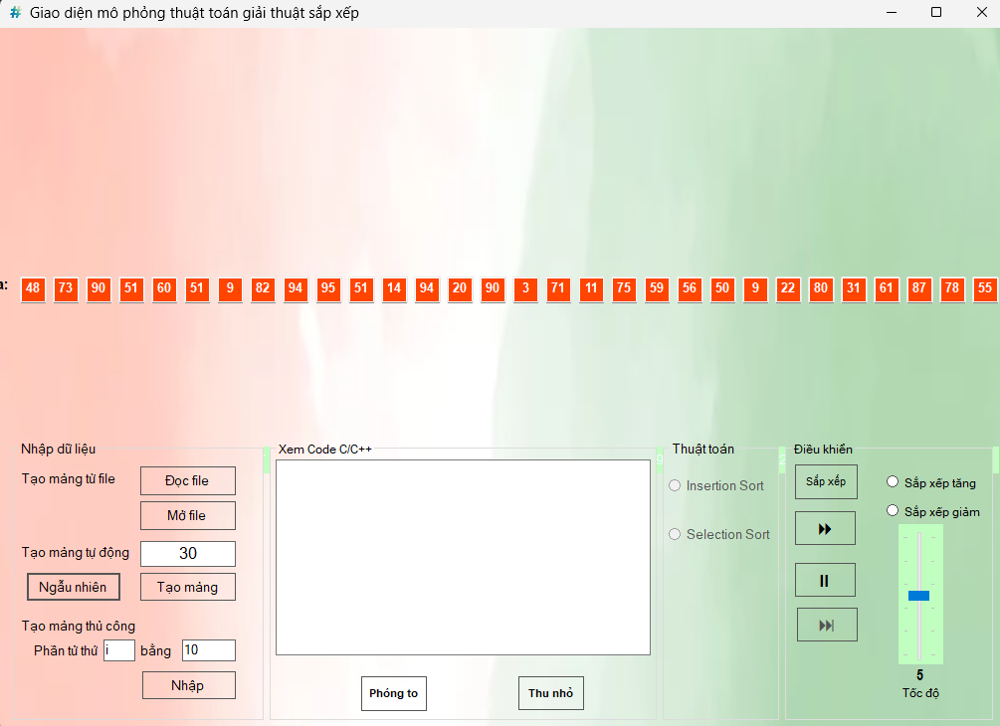 Giao diện mô phỏng thuật toán giải thuật sắp xếp
a: 48 73 90 51 60 51 9 82 94 95 51 14 94 20 90 3 71 11 75 59 56 50 9 22 80 31 61 87 78 55
Nhập dữ liệu
Tạo mảng từ file
Đọc file
Mở file
Tạo mảng tự động
30
Ngẫu nhiên
Tạo mảng
Tạo mảng thủ công
Phần tử thứ i bằng 10
Nhập
Xem Code C/C++
Phóng to
Thu nhỏ
Thuật toán
Insertion Sort
Selection Sort
Điều khiển
Sắp xếp
Sắp xếp tăng
Sắp xếp giảm
5
Tốc độ